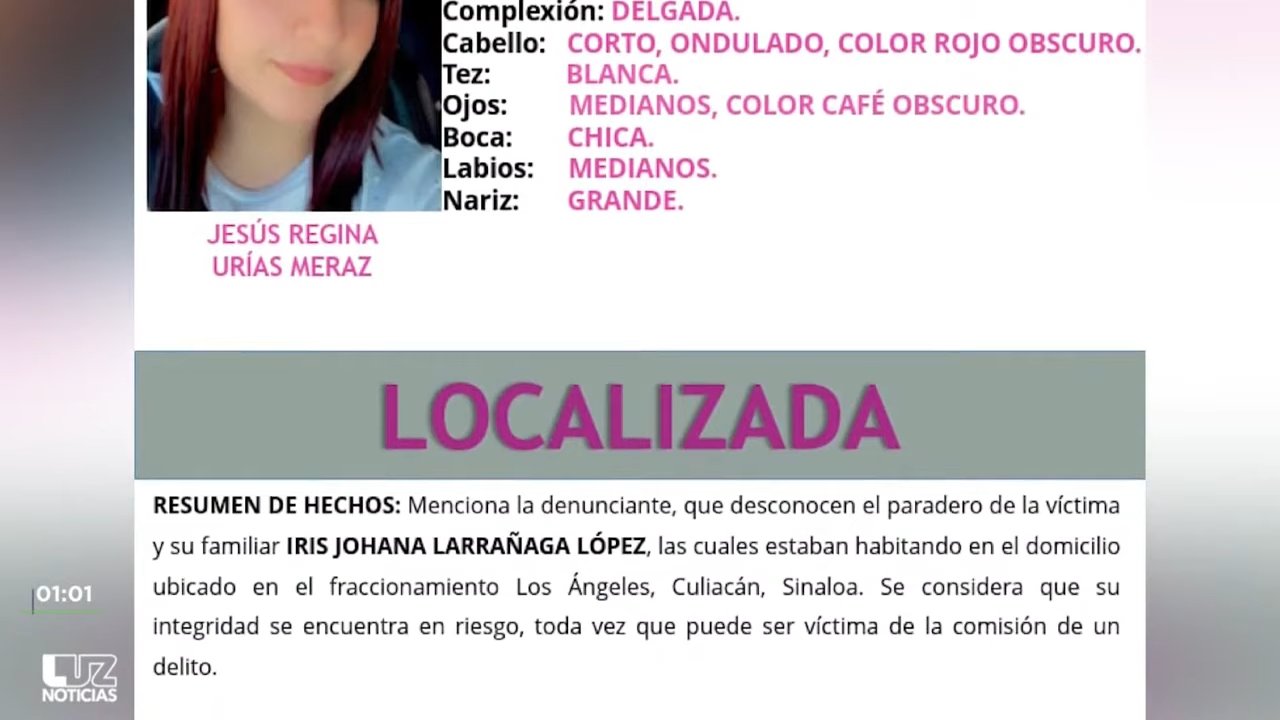 Complexión: DELGADA.
Cabello: CORTO, ONDULADO, COLOR ROJO OBSCURO.
Tez: BLANCA.
Ojos: MEDIANOS, COLOR CAFÉ OBSCURO.
Boca: CHICA.
Labios: MEDIANOS.
Nariz: GRANDE.
JESÚS REGINA
URÍAS MERAZ
LOCALIZADA
RESUMEN DE HECHOS: Menciona la denunciante, que desconocen el paradero de la víctima
y su familiar IRIS JOHANA LARRAÑAGA LÓPEZ, las cuales estaban habitando en el domicilio
ubicado en el fraccionamiento Los Ángeles, Culiacán, Sinaloa. Se considera que su
integridad se encuentra en riesgo, toda vez que puede ser víctima de la comisión de un
delito.
01:01
LUZ
NOTICIAS